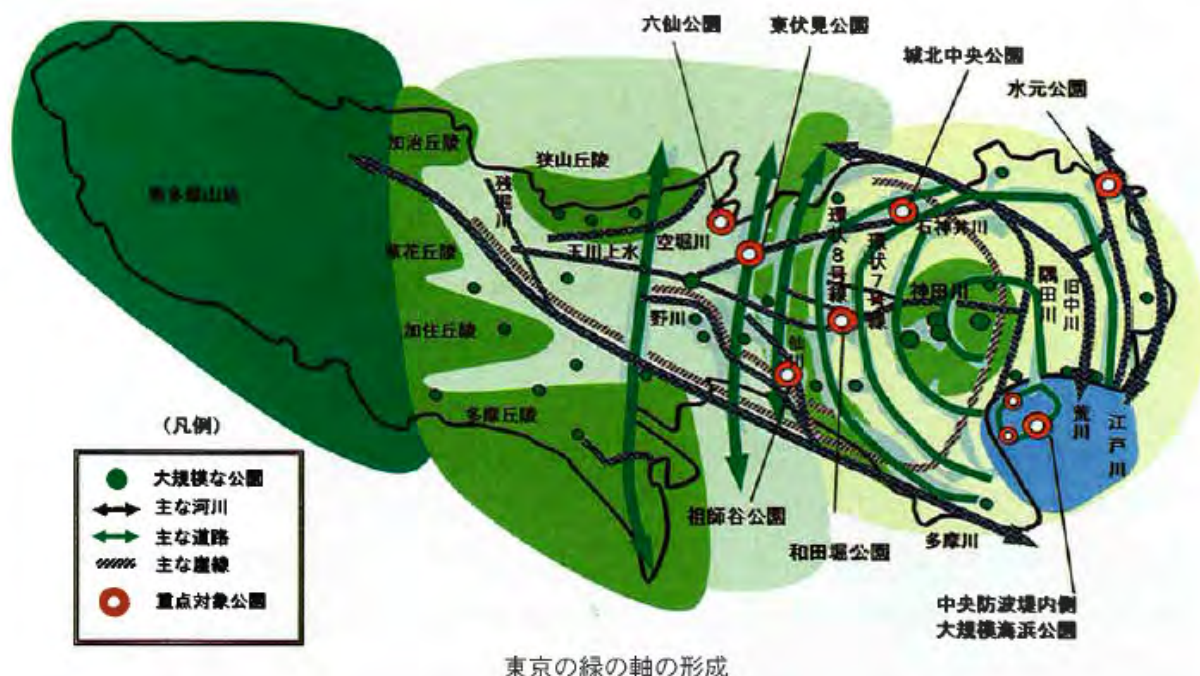 六仙公園
東伏見公園
城北中央公園
水元公園
加治丘陵
狭山丘陵
残堀川
奥多摩山地
草花丘陵
玉川上水
空堀川
環状8号線
環状7号線
石神井川
神田川
隅田川
旧中川
加住丘陵
野川
仙川
多摩丘陵
荒川
江戸川
(凡例)
大規模な公園
主な河川
主な道路
主な崖線
重点対象公園
祖師谷公園
和田堀公園
多摩川
中央防波堤内側
大規模海浜公園
東京の緑の軸の形成